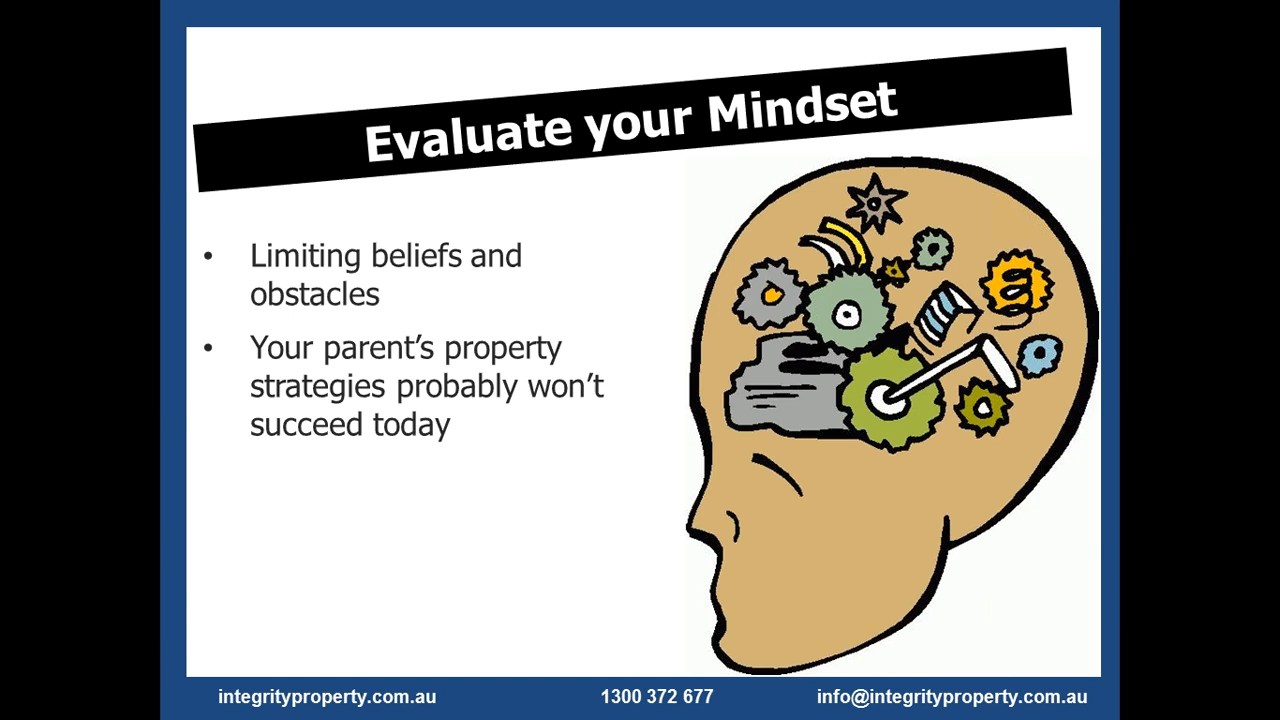 Evaluate your Mindset
• Limiting beliefs and
obstacles
• Your parent’s property
strategies probably won’t
succeed today
integrityproperty.com.au 1300 372 677 info@integrityproperty.com.au